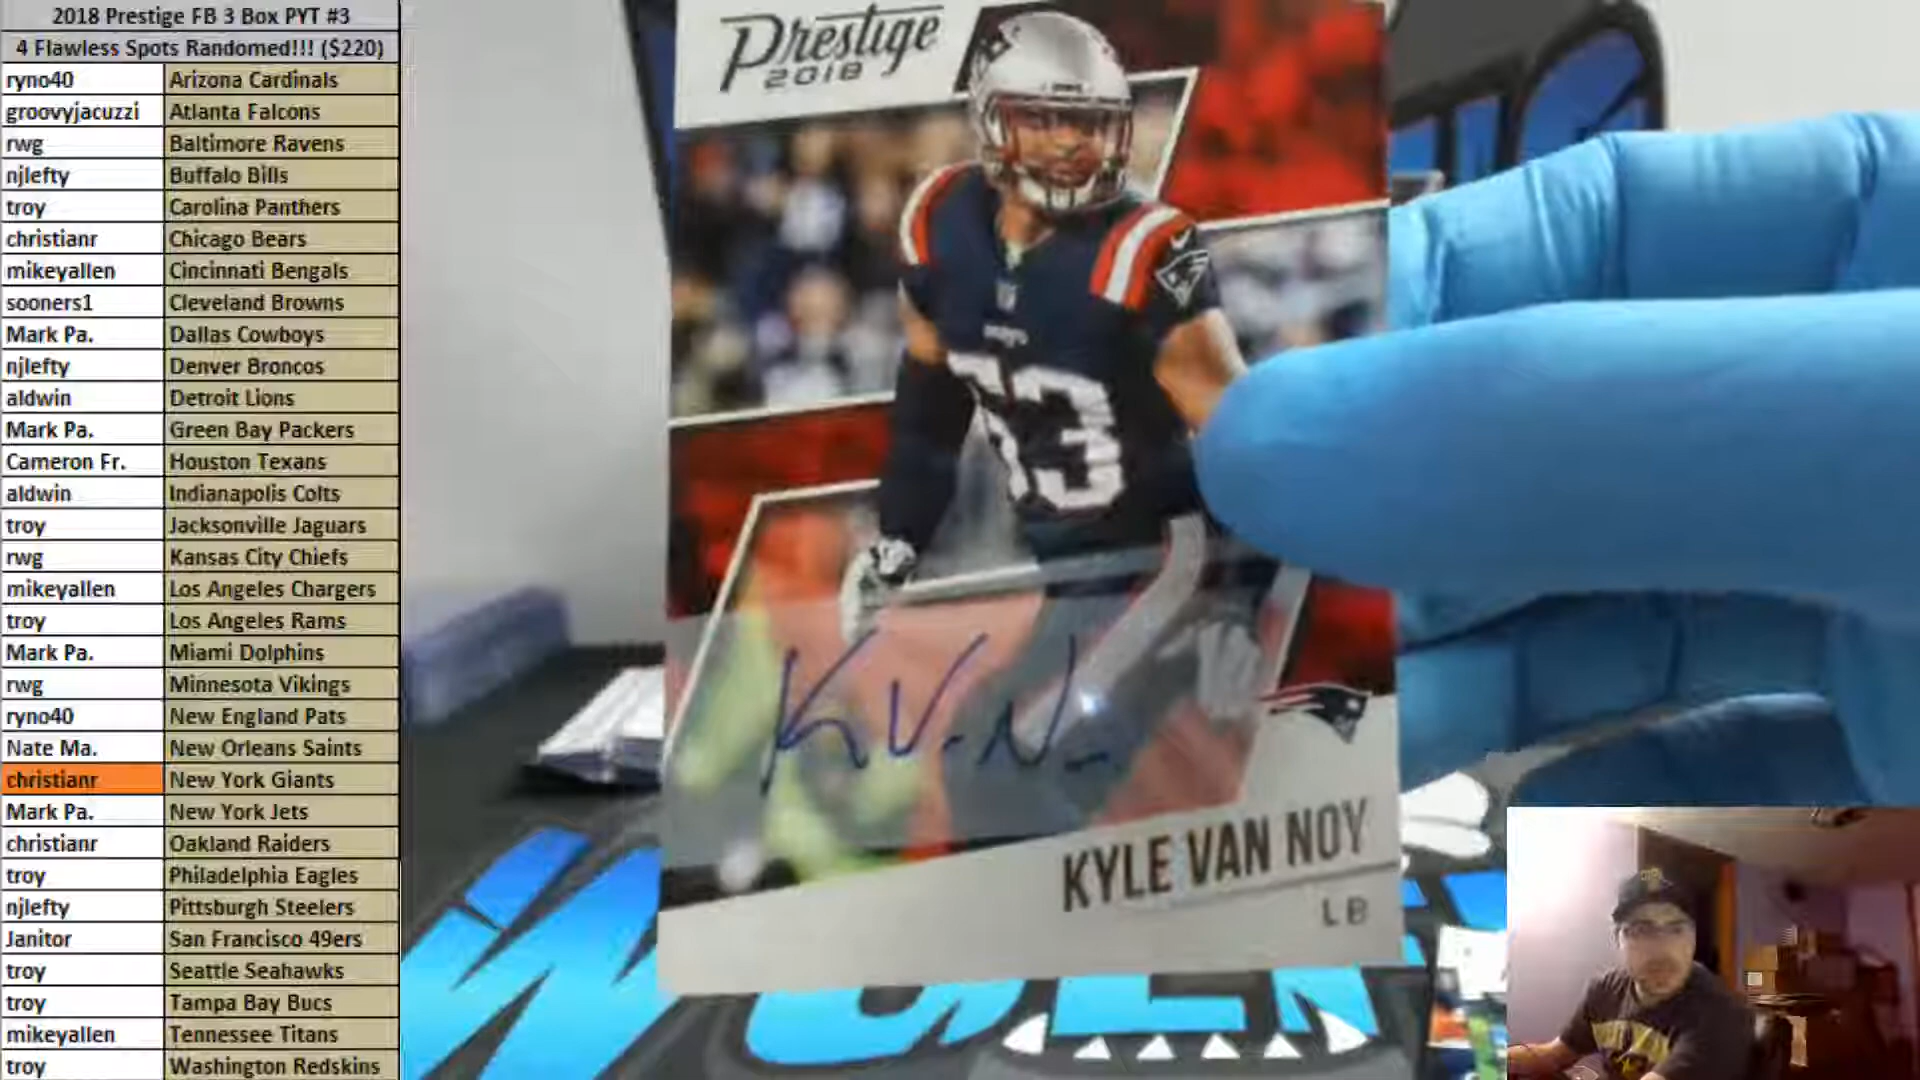 2018 Prestige FB 3 Box PYT #3
4 Flawless Spots Randomed!!! ($220)
ryno40 Arizona Cardinals
groovyjacuzzi Atlanta Falcons
rwg Baltimore Ravens
njlefty Buffalo Bills
troy Carolina Panthers
christianr Chicago Bears
mikeyallen Cincinnati Bengals
sooners1 Cleveland Browns
Mark Pa. Dallas Cowboys
njlefty Denver Broncos
aldwin Detroit Lions
Mark Pa. Green Bay Packers
Cameron Fr. Houston Texans
aldwin Indianapolis Colts
troy Jacksonville Jaguars
rwg Kansas City Chiefs
mikeyallen Los Angeles Chargers
troy Los Angeles Rams
Mark Pa. Miami Dolphins
rwg Minnesota Vikings
ryno40 New England Pats
Nate Ma. New Orleans Saints
christianr New York Giants
Mark Pa. New York Jets
christianr Oakland Raiders
troy Philadelphia Eagles
njlefty Pittsburgh Steelers
Janitor San Francisco 49ers
troy Seattle Seahawks
troy Tampa Bay Bucs
mikeyallen Tennessee Titans
troy Washington Redskins
Prestige
2018
53
K V. N
KYLE VAN NOY
LB